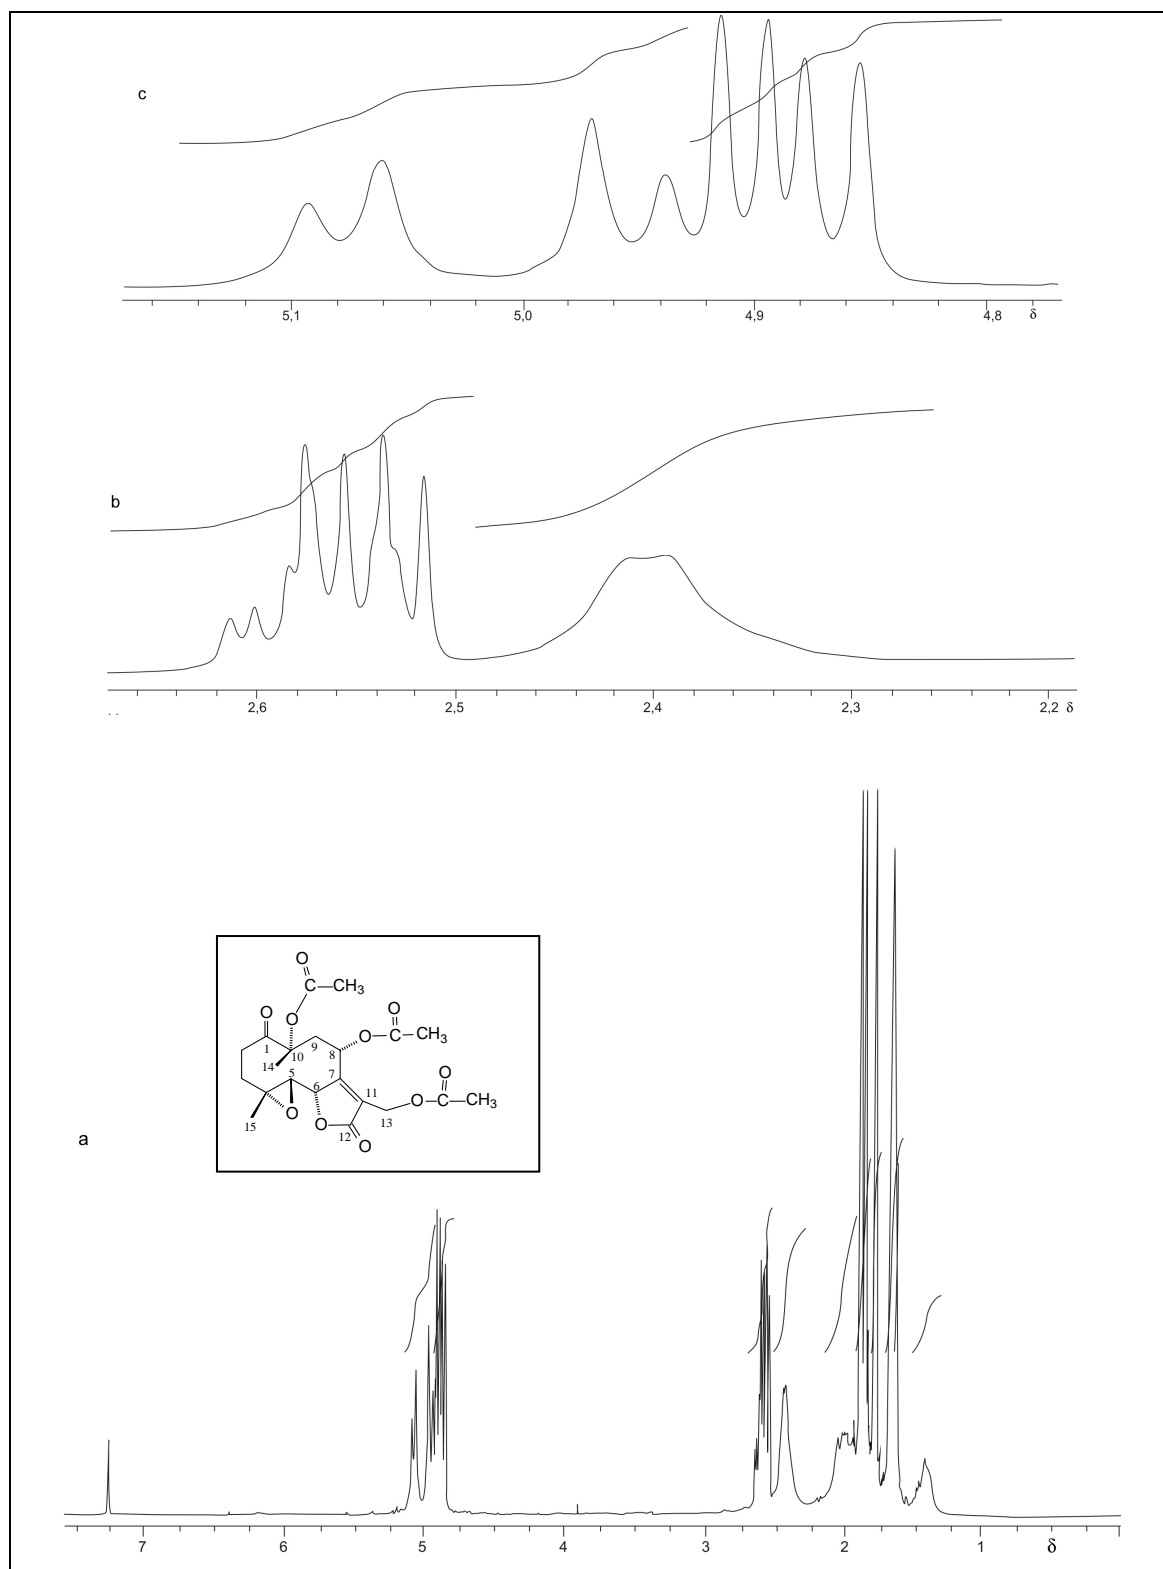 c
5,1 5,0 4,9 4,8 δ
b
2,6 2,5 2,4 2,3 2,2 δ
. .
O
C CH3
O O O
1 10 9 8 O C CH3
14
5 7
6 11 O
O O C CH3
15 O 12 13
O
a
7 6 5 4 3 2 1 δ